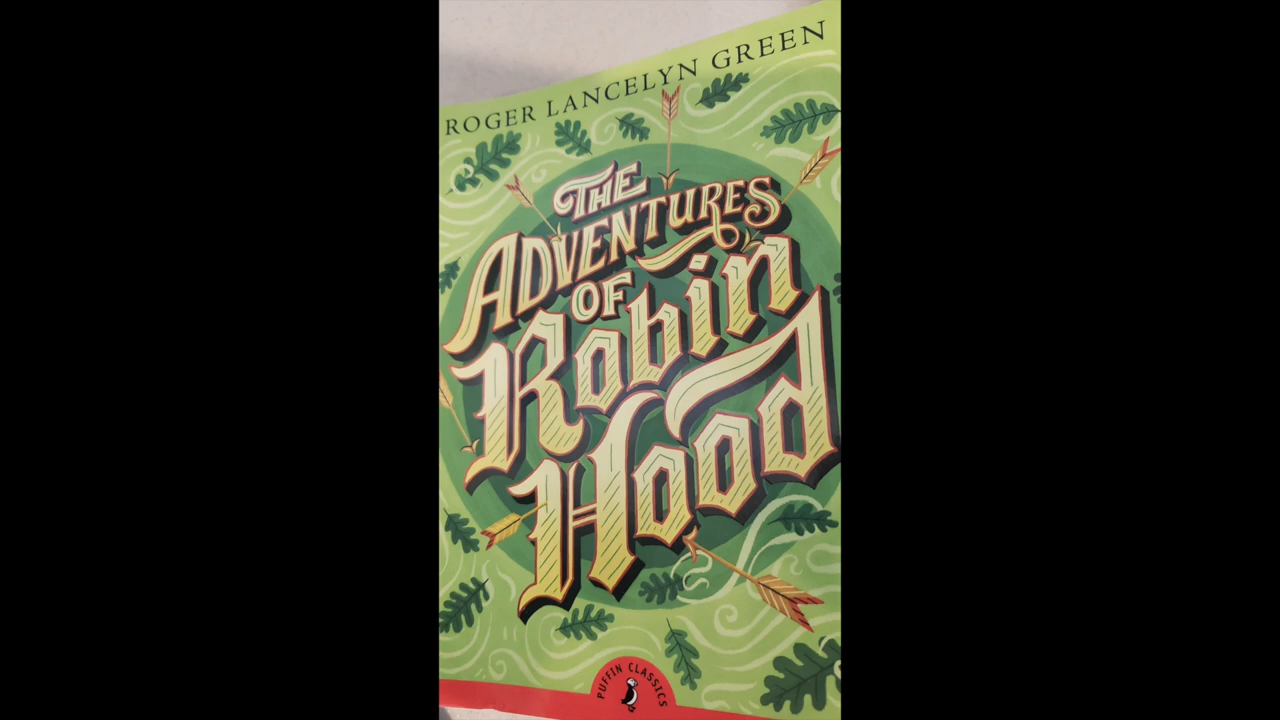 ROGER LANCELYN GREEN
THE
ADVENTURES
OF
Robin
Hood
PUFFIN CLASSICS